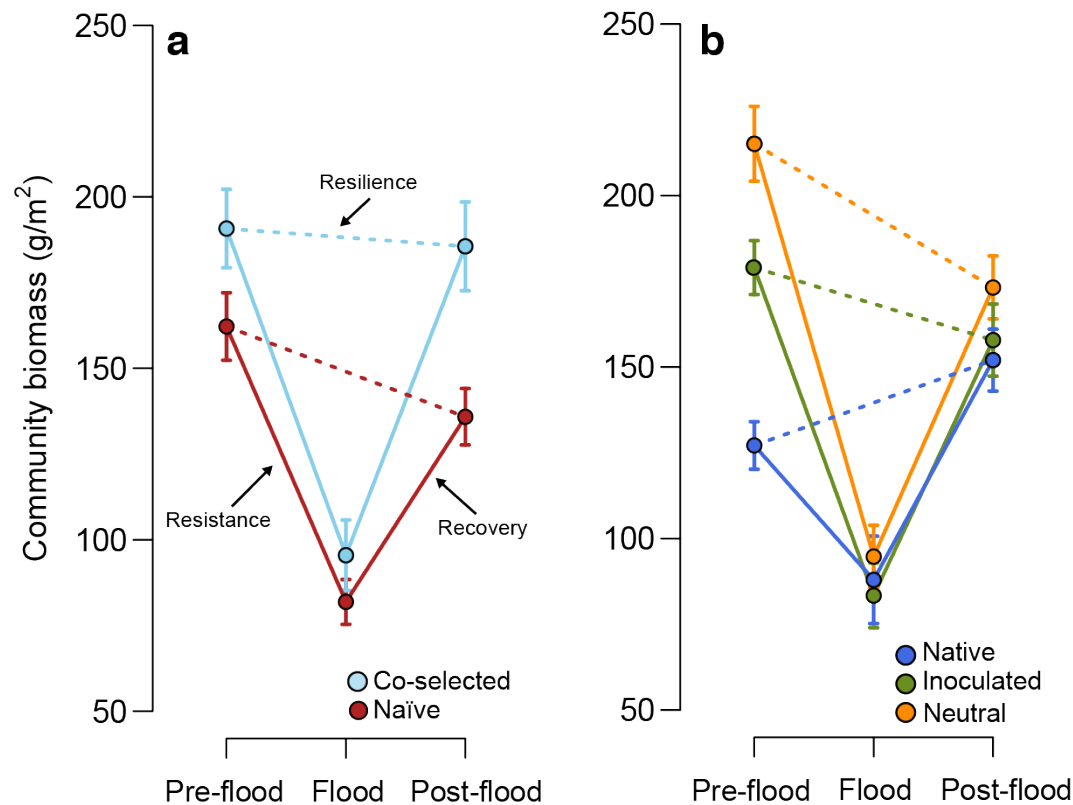 a
250
200
150
100
50
Community biomass (g/m²)
Resilience
Resistance
Recovery
Co-selected
Naïve
Pre-flood Flood Post-flood
b
250
200
150
100
50
Native
Inoculated
Neutral
Pre-flood Flood Post-flood